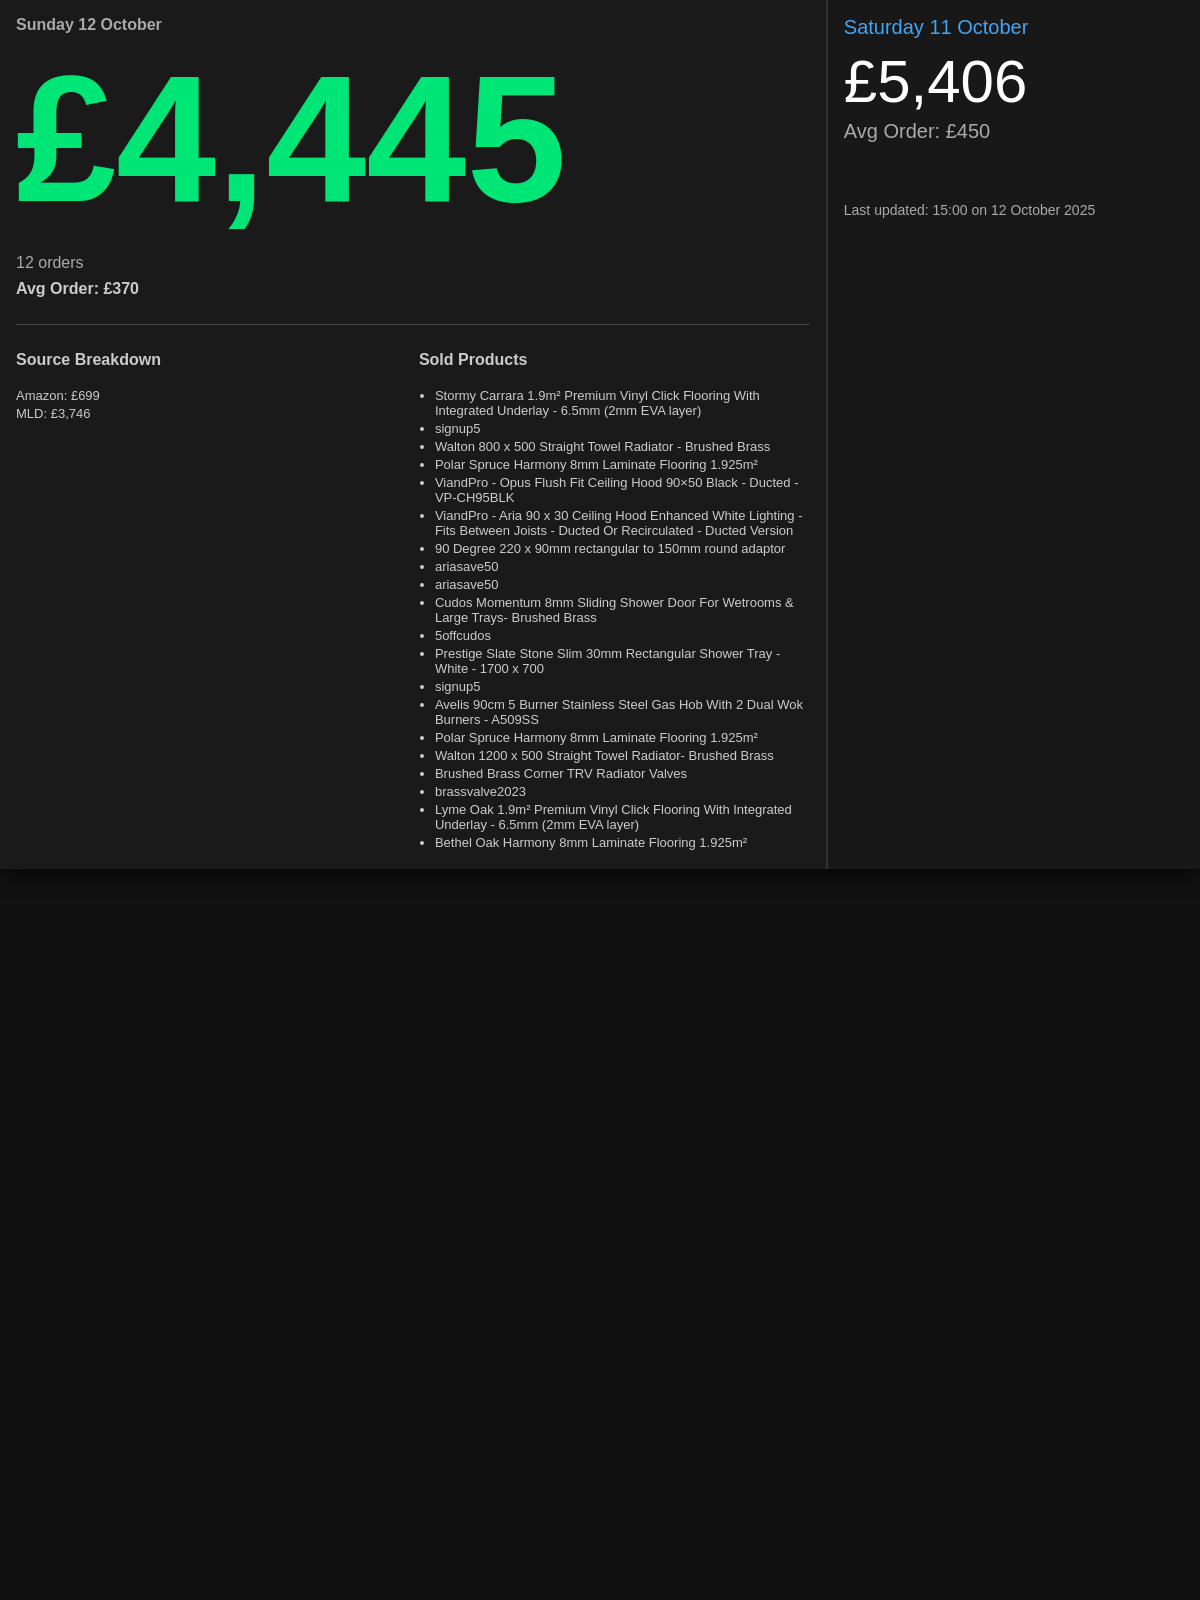 Sunday 12 October
£4,445
12 orders
Avg Order: £370
Source Breakdown
Amazon: £699
MLD: £3,746
Sold Products
• Stormy Carrara 1.9m² Premium Vinyl Click Flooring With
Integrated Underlay - 6.5mm (2mm EVA layer)
• signup5
• Walton 800 x 500 Straight Towel Radiator - Brushed Brass
• Polar Spruce Harmony 8mm Laminate Flooring 1.925m²
• ViandPro - Opus Flush Fit Ceiling Hood 90×50 Black - Ducted -
VP-CH95BLK
• ViandPro - Aria 90 x 30 Ceiling Hood Enhanced White Lighting -
Fits Between Joists - Ducted Or Recirculated - Ducted Version
• 90 Degree 220 x 90mm rectangular to 150mm round adaptor
• ariasave50
• ariasave50
• Cudos Momentum 8mm Sliding Shower Door For Wetrooms &
Large Trays- Brushed Brass
• 5offcudos
• Prestige Slate Stone Slim 30mm Rectangular Shower Tray -
White - 1700 x 700
• signup5
• Avelis 90cm 5 Burner Stainless Steel Gas Hob With 2 Dual Wok
Burners - A509SS
• Polar Spruce Harmony 8mm Laminate Flooring 1.925m²
• Walton 1200 x 500 Straight Towel Radiator- Brushed Brass
• Brushed Brass Corner TRV Radiator Valves
• brassvalve2023
• Lyme Oak 1.9m² Premium Vinyl Click Flooring With Integrated
Underlay - 6.5mm (2mm EVA layer)
• Bethel Oak Harmony 8mm Laminate Flooring 1.925m²
Saturday 11 October
£5,406
Avg Order: £450
Last updated: 15:00 on 12 October 2025